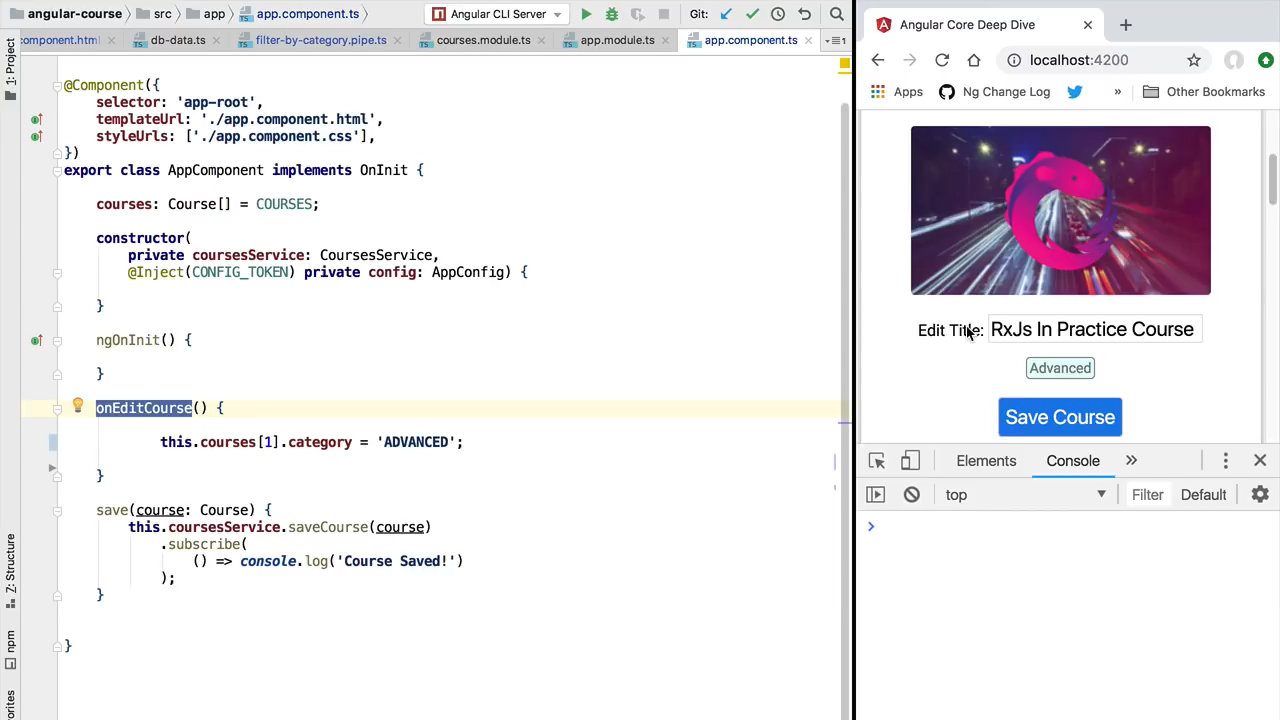 angular-course
src
app
app.component.ts
Angular CLI Server
Git:
component.html
db-data.ts
filter-by-category.pipe.ts
courses.module.ts
app.module.ts
app.component.ts
1: Project
Z: Structure
npm
@Component({
selector: 'app-root',
templateUrl: './app.component.html',
styleUrls: ['./app.component.css'],
})
export class AppComponent implements OnInit {
courses: Course[] = COURSES;
constructor(
private coursesService: CoursesService,
@Inject(CONFIG_TOKEN) private config: AppConfig) {
}
ngOnInit() {
}
onEditCourse() {
this.courses[1].category = 'ADVANCED';
}
save(course: Course) {
this.coursesService.saveCourse(course)
.subscribe(
() => console.log('Course Saved!')
);
}
}
Angular Core Deep Dive
localhost:4200
Apps
Ng Change Log
»
Other Bookmarks
Edit Title:
RxJs In Practice Course
Advanced
Save Course
Elements
Console
»
top
Filter
Default